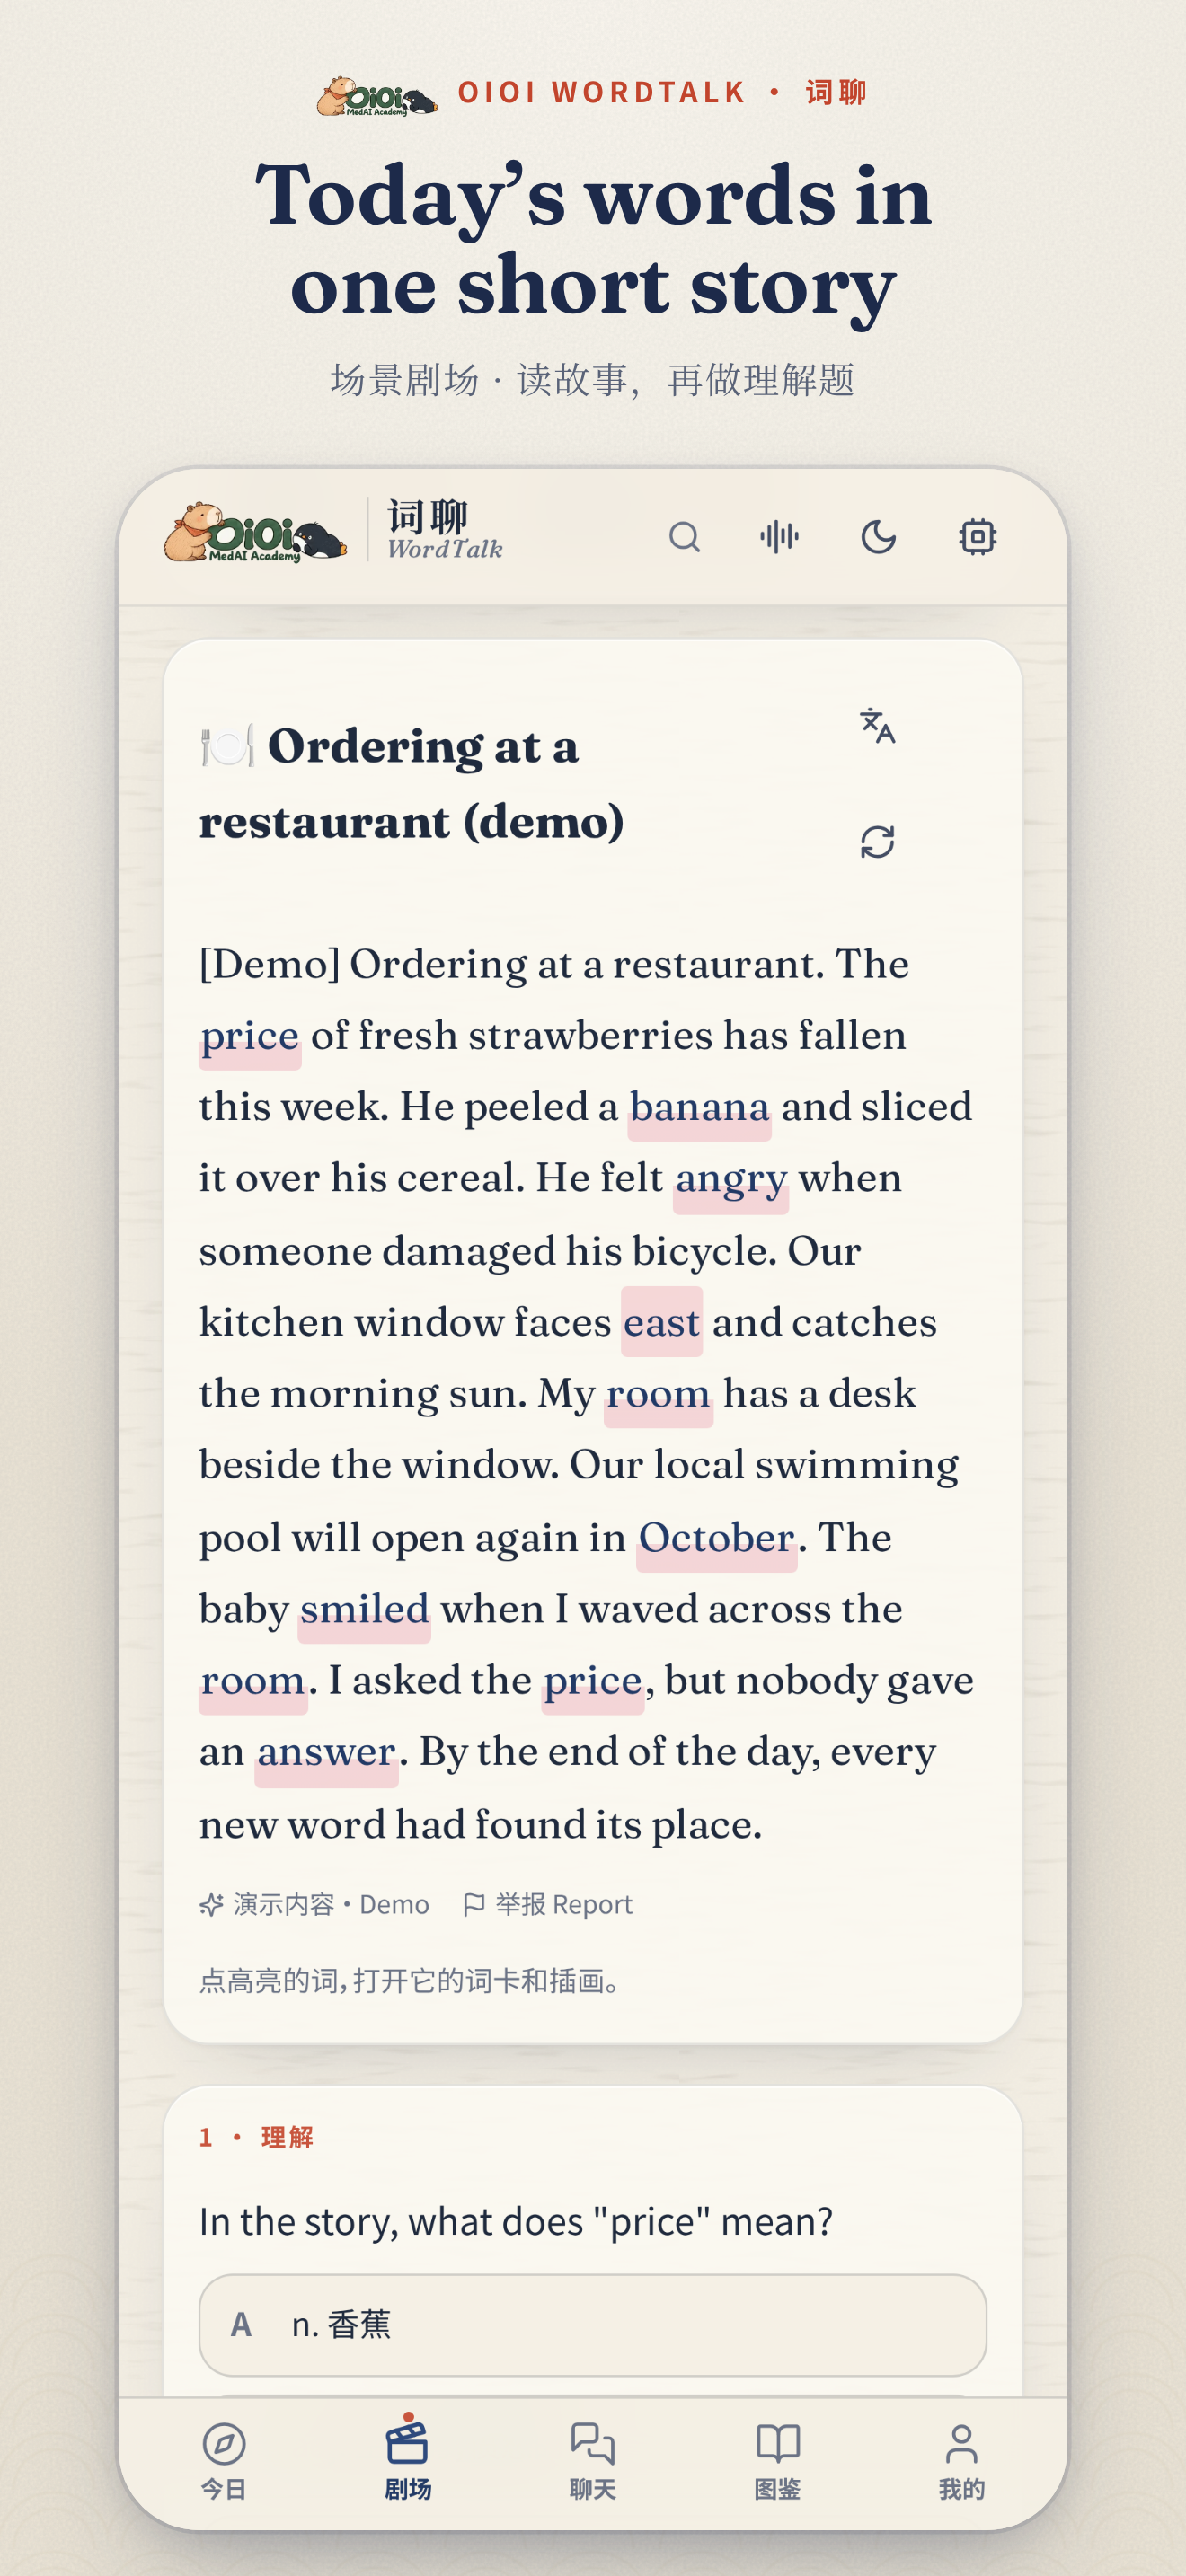 OiOi
MedAI Academy
OIOI WORDTALK · 词聊
Today’s words in
one short story
场景剧场 · 读故事，再做理解题
OiOi
MedAI Academy
词聊
WordTalk
🍽️ Ordering at a
restaurant (demo)
[Demo] Ordering at a restaurant. The
price of fresh strawberries has fallen
this week. He peeled a banana and sliced
it over his cereal. He felt angry when
someone damaged his bicycle. Our
kitchen window faces east and catches
the morning sun. My room has a desk
beside the window. Our local swimming
pool will open again in October. The
baby smiled when I waved across the
room. I asked the price, but nobody gave
an answer. By the end of the day, every
new word had found its place.
演示内容 · Demo 举报 Report
点高亮的词，打开它的词卡和插画。
1 · 理解
In the story, what does "price" mean?
A n. 香蕉
今日 剧场 聊天 图鉴 我的